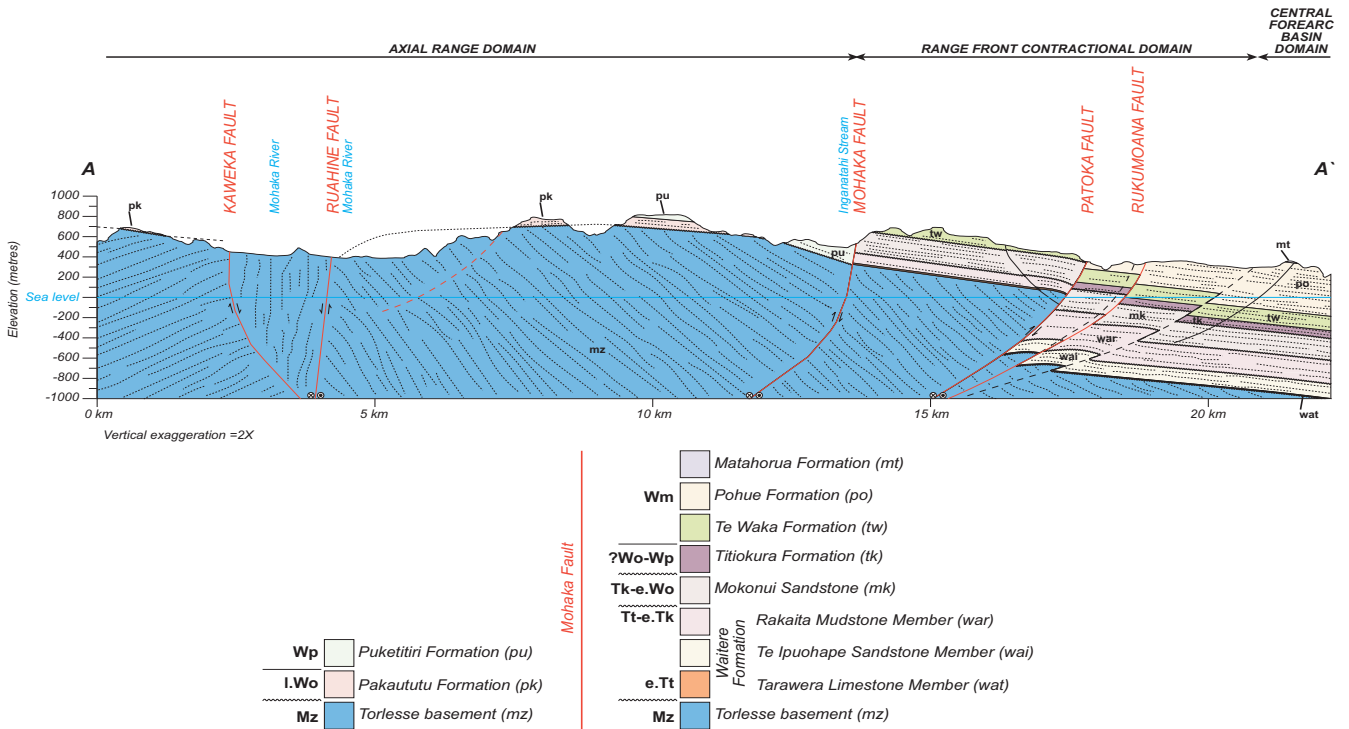 AXIAL RANGE DOMAIN
RANGE FRONT CONTRACTIONAL DOMAIN
CENTRAL
FOREARC
BASIN
DOMAIN
KAWEKA FAULT
Mohaka River
RUAHINE FAULT
Mohaka River
Inganatahi Stream
MOHAKA FAULT
PATOKA FAULT
RUKUMOANA FAULT
A
A`
Elevation (metres)
1000
800
600
400
200
Sea level
-200
-400
-600
-800
-1000
pk
pk
pu
pu
tw
mt
po
tw
tk
mk
war
wai
mz
wat
0 km
5 km
10 km
15 km
20 km
Vertical exaggeration =2X
Mohaka Fault
Wp Puketitiri Formation (pu)
l.Wo Pakaututu Formation (pk)
Mz Torlesse basement (mz)
Matahorua Formation (mt)
Wm Pohue Formation (po)
Te Waka Formation (tw)
?Wo-Wp Titiokura Formation (tk)
Tk-e.Wo Mokonui Sandstone (mk)
Tt-e.Tk Rakaita Mudstone Member (war)
Waitere
Formation
Te Ipuohape Sandstone Member (wai)
e.Tt Tarawera Limestone Member (wat)
Mz Torlesse basement (mz)